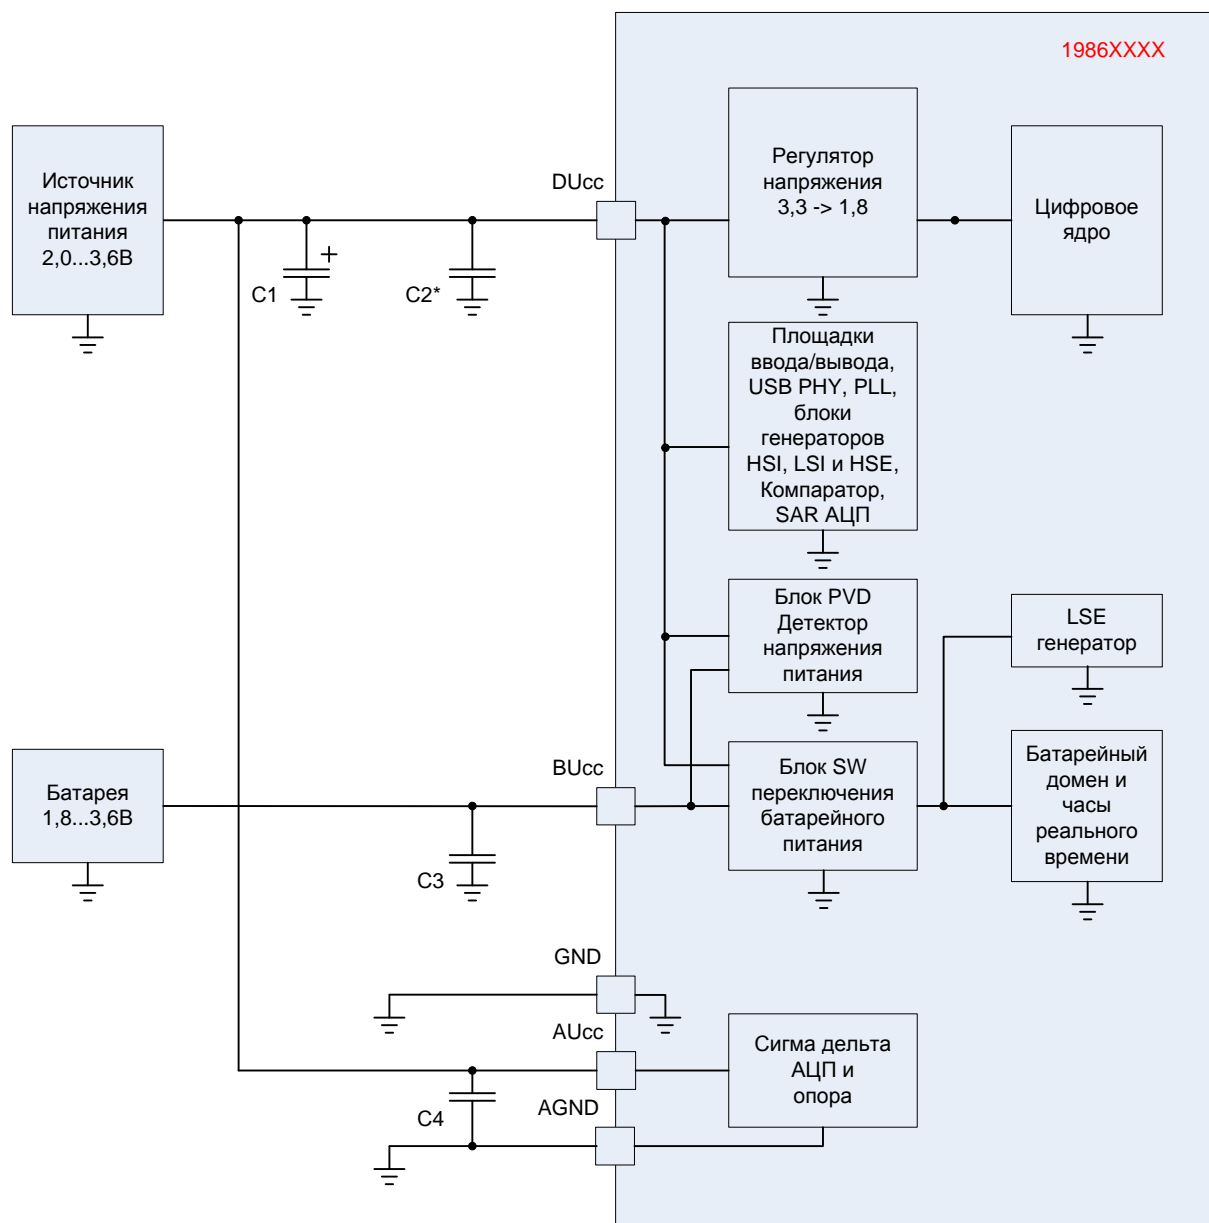 1986XXXX
Источник
напряжения
питания
2,0...3,6В
DUcc
Регулятор
напряжения
3,3 -> 1,8
Цифровое
ядро
C1
+
C2*
Площадки
ввода/вывода,
USB PHY, PLL,
блоки
генераторов
HSI, LSI и HSE,
Компаратор,
SAR АЦП
Блок PVD
Детектор
напряжения
питания
LSE
генератор
Батарея
1,8...3,6В
BUcc
Блок SW
переключения
батарейного
питания
Батарейный
домен и
часы
реального
времени
C3
GND
AUcc
Сигма дельта
АЦП и
опора
C4
AGND